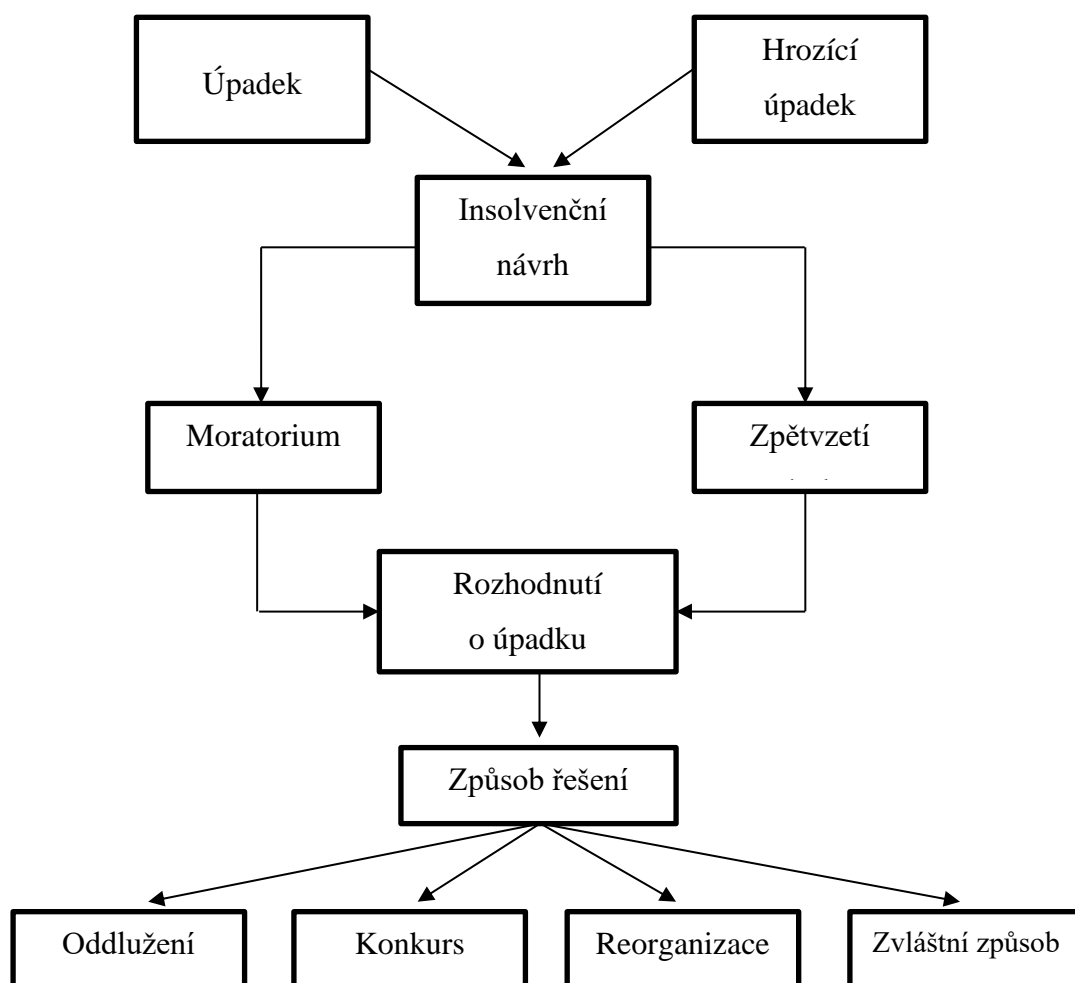 Úpadek
Hrozící
úpadek
Insolvenční
návrh
Moratorium
Zpětvzetí
Rozhodnutí
o úpadku
Způsob řešení
Oddlužení
Konkurs
Reorganizace
Zvláštní způsob